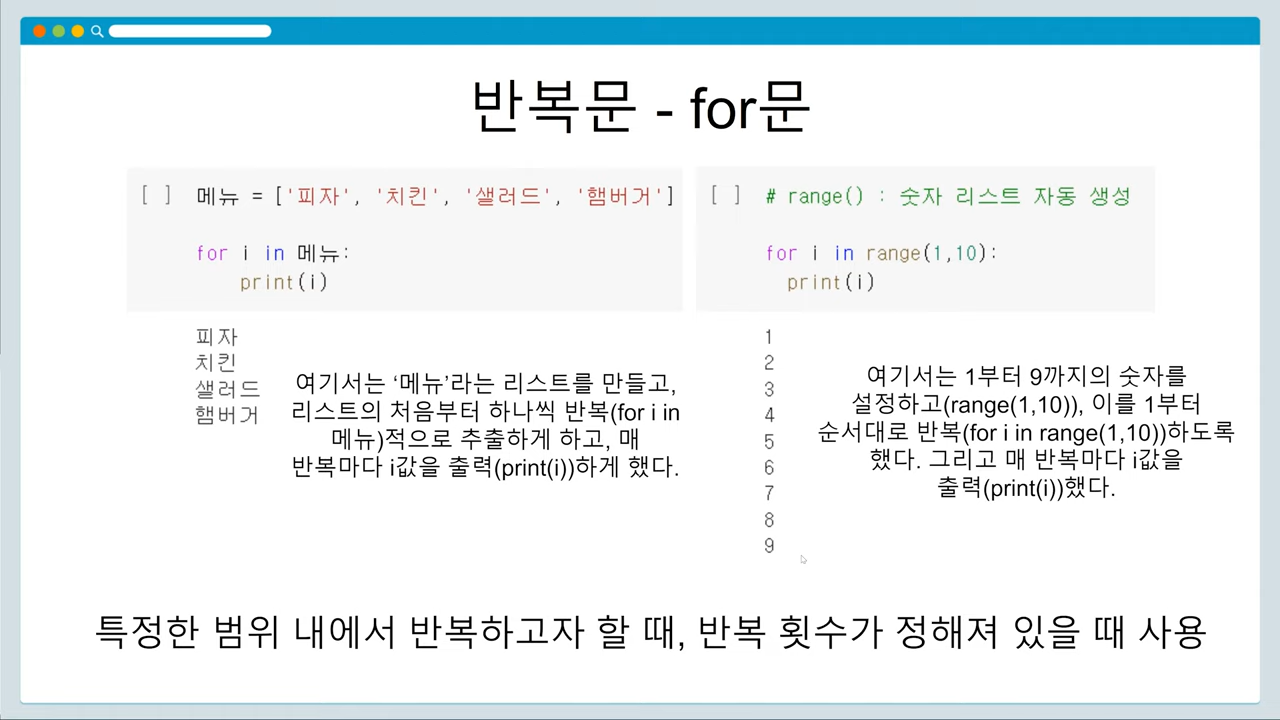 반복문 - for문
[ ] 메뉴 = ['피자', '치킨', '샐러드', '햄버거']
for i in 메뉴:
print(i)
피자
치킨
샐러드
햄버거
여기서는 ‘메뉴’라는 리스트를 만들고,
리스트의 처음부터 하나씩 반복(for i in
메뉴)적으로 추출하게 하고, 매
반복마다 i값을 출력(print(i))하게 했다.
[ ] # range() : 숫자 리스트 자동 생성
for i in range(1,10):
print(i)
1
2
3
4
5
6
7
8
9
여기서는 1부터 9까지의 숫자를
설정하고(range(1,10)), 이를 1부터
순서대로 반복(for i in range(1,10))하도록
했다. 그리고 매 반복마다 i값을
출력(print(i))했다.
특정한 범위 내에서 반복하고자 할 때, 반복 횟수가 정해져 있을 때 사용